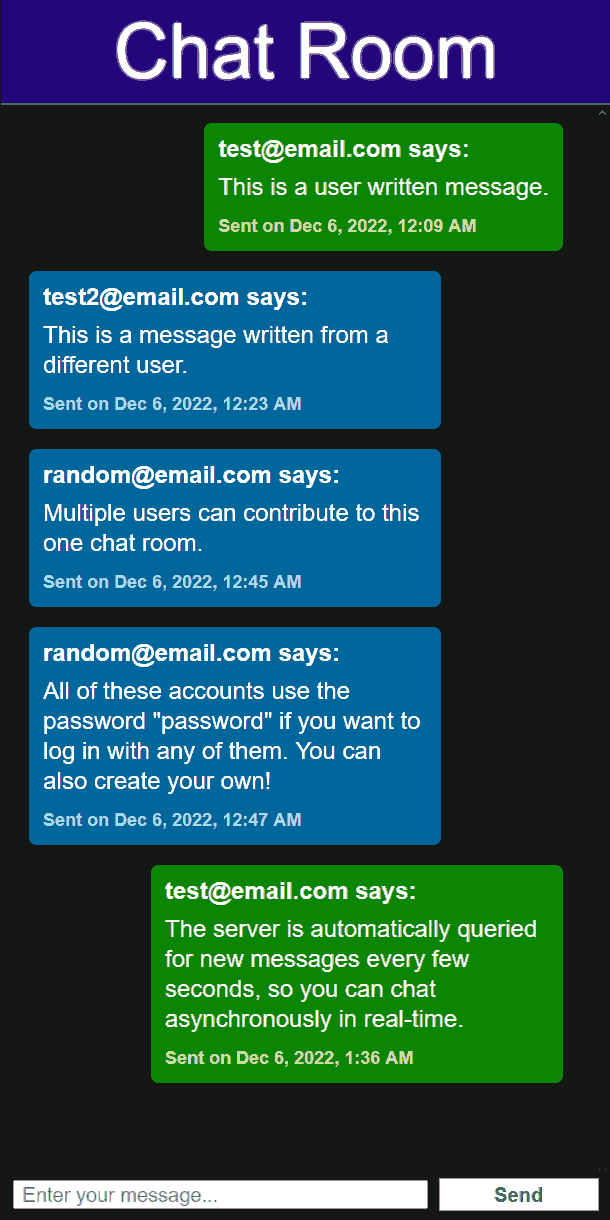 Chat Room
test@email.com says:
This is a user written message.
Sent on Dec 6, 2022, 12:09 AM
test2@email.com says:
This is a message written from a
different user.
Sent on Dec 6, 2022, 12:23 AM
random@email.com says:
Multiple users can contribute to this
one chat room.
Sent on Dec 6, 2022, 12:45 AM
random@email.com says:
All of these accounts use the
password "password" if you want to
log in with any of them. You can
also create your own!
Sent on Dec 6, 2022, 12:47 AM
test@email.com says:
The server is automatically queried
for new messages every few
seconds, so you can chat
asynchronously in real-time.
Sent on Dec 6, 2022, 1:36 AM
Enter your message... Send